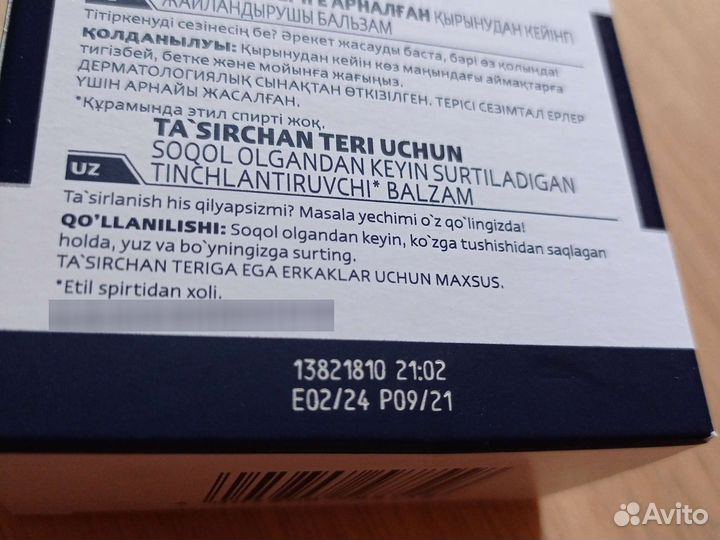 АРНАЛҒАН ҚЫРЫНУДАН КЕЙІНГІ
ЖАЙЛАНДЫРУШЫ БАЛЬЗАМ
Тітіркенуді сезінесің бе? Әрекет жасауды баста, бәрі өз қолыңда!
ҚОЛДАНЫЛУЫ: Қырынудан кейін көз маңындағы аймақтарға
тигізбей, бетке және мойынға жағыңыз.
ДЕРМАТОЛОГИЯЛЫҚ СЫНАҚТАН ӨТКІЗІЛГЕН. ТЕРІСІ СЕЗІМТАЛ ЕРЛЕР
ҮШІН АРНАЙЫ ЖАСАЛҒАН.
*Құрамында этил спирті жоқ.
UZ
TA`SIRCHAN TERI UCHUN
SOQOL OLGANDAN KEYIN SURTILADIGAN
TINCHLANTIRUVCHI* BALZAM
Ta`sirlanish his qilyapsizmi? Masala yechimi o`z qo`lingizda!
QO’LLANILISHI: Soqol olgandan keyin, ko`zga tushishidan saqlagan
holda, yuz va bo`yningizga surting.
TA`SIRCHAN TERIGA EGA ERKAKLAR UCHUN MAXSUS.
*Etil spirtidan xoli.
13821810 21:02
E02/24 P09/21
Avito